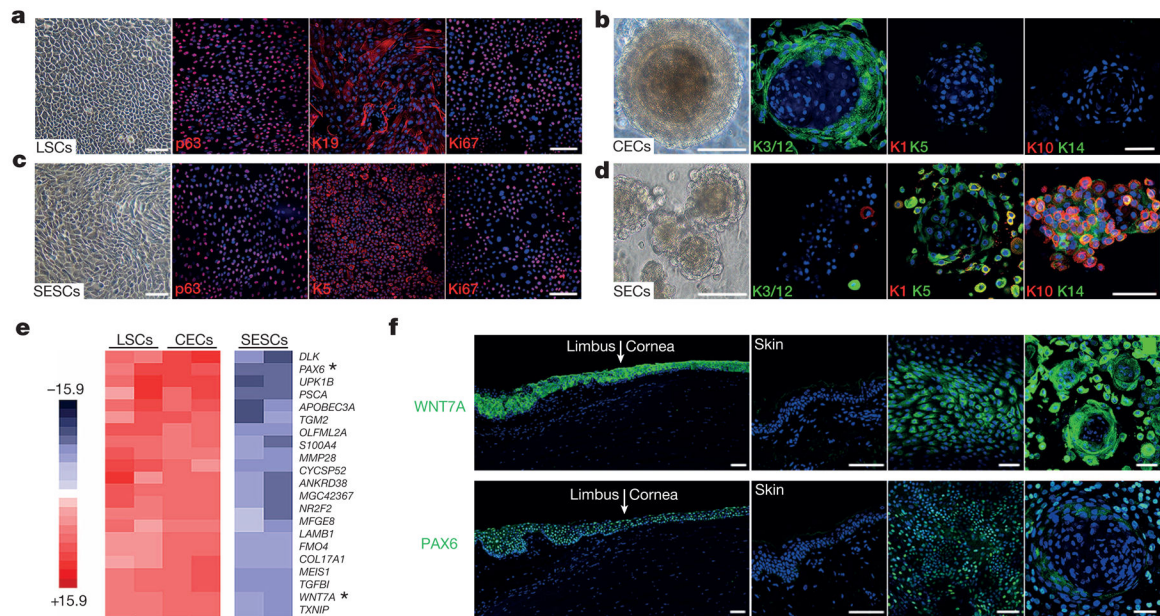 a
LSCs
p63
K19
Ki67
b
CECs
K3/12
K1 K5
K10 K14
c
SESCs
p63
K5
Ki67
d
SECs
K3/12
K1 K5
K10 K14
e
LSCs CECs SESCs
−15.9
+15.9
DLK
PAX6 *
UPK1B
PSCA
APOBEC3A
TGM2
OLFML2A
S100A4
MMP28
CYCSP52
ANKRD38
MGC42367
NR2F2
MFGE8
LAMB1
FMO4
COL17A1
MEIS1
TGFBI
WNT7A *
TXNIP
f
WNT7A
Limbus Cornea
Skin
PAX6
Limbus Cornea
Skin